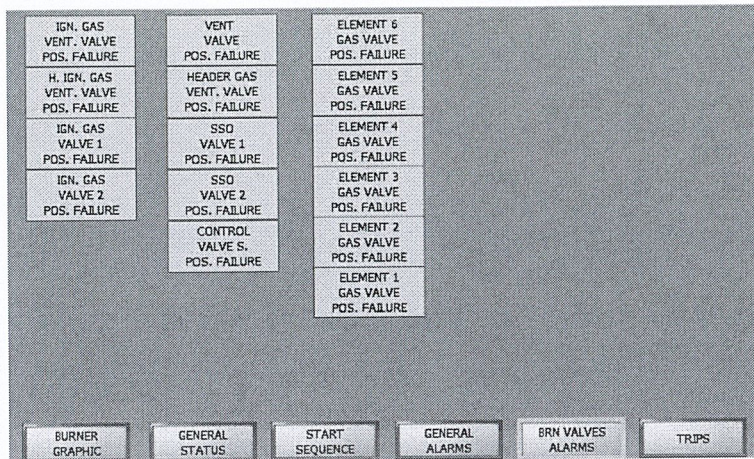 IGN. GAS
VENT. VALVE
POS. FAILURE
H. IGN. GAS
VENT. VALVE
POS. FAILURE
IGN. GAS
VALVE 1
POS. FAILURE
IGN. GAS
VALVE 2
POS. FAILURE
VENT
VALVE
POS. FAILURE
HEADER GAS
VENT. VALVE
POS. FAILURE
SSO
VALVE 1
POS. FAILURE
SSO
VALVE 2
POS. FAILURE
CONTROL
VALVE S.
POS. FAILURE
ELEMENT 6
GAS VALVE
POS. FAILURE
ELEMENT 5
GAS VALVE
POS. FAILURE
ELEMENT 4
GAS VALVE
POS. FAILURE
ELEMENT 3
GAS VALVE
POS. FAILURE
ELEMENT 2
GAS VALVE
POS. FAILURE
ELEMENT 1
GAS VALVE
POS. FAILURE
BURNER
GRAPHIC
GENERAL
STATUS
START
SEQUENCE
GENERAL
ALARMS
BRN VALVES
ALARMS
TRIPS